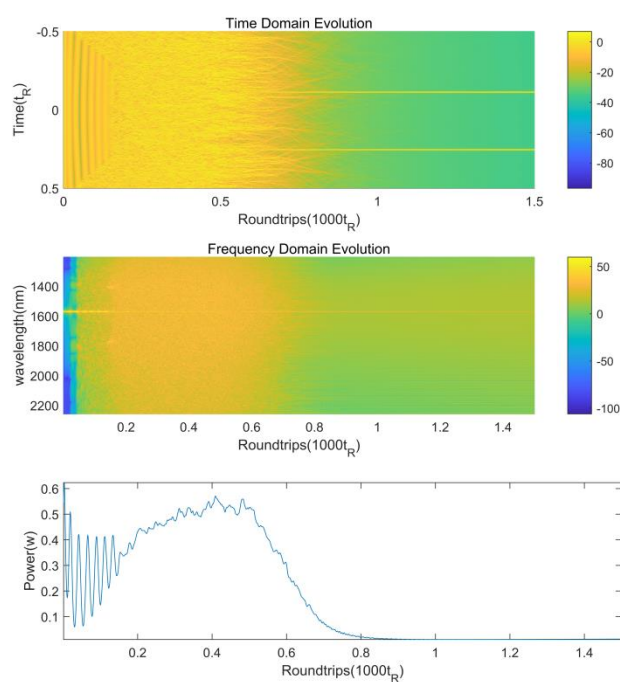 Time Domain Evolution
-0.5
0
0.5
Time(t_R)
0 0.5 1 1.5
Roundtrips(1000t_R)
0
-20
-40
-60
-80
Frequency Domain Evolution
1400
1600
1800
2000
2200
wavelength(nm)
0.2 0.4 0.6 0.8 1 1.2 1.4
Roundtrips(1000t_R)
50
0
-50
-100
0.6
0.5
0.4
0.3
0.2
0.1
Power(w)
0.2 0.4 0.6 0.8 1 1.2 1.4
Roundtrips(1000t_R)